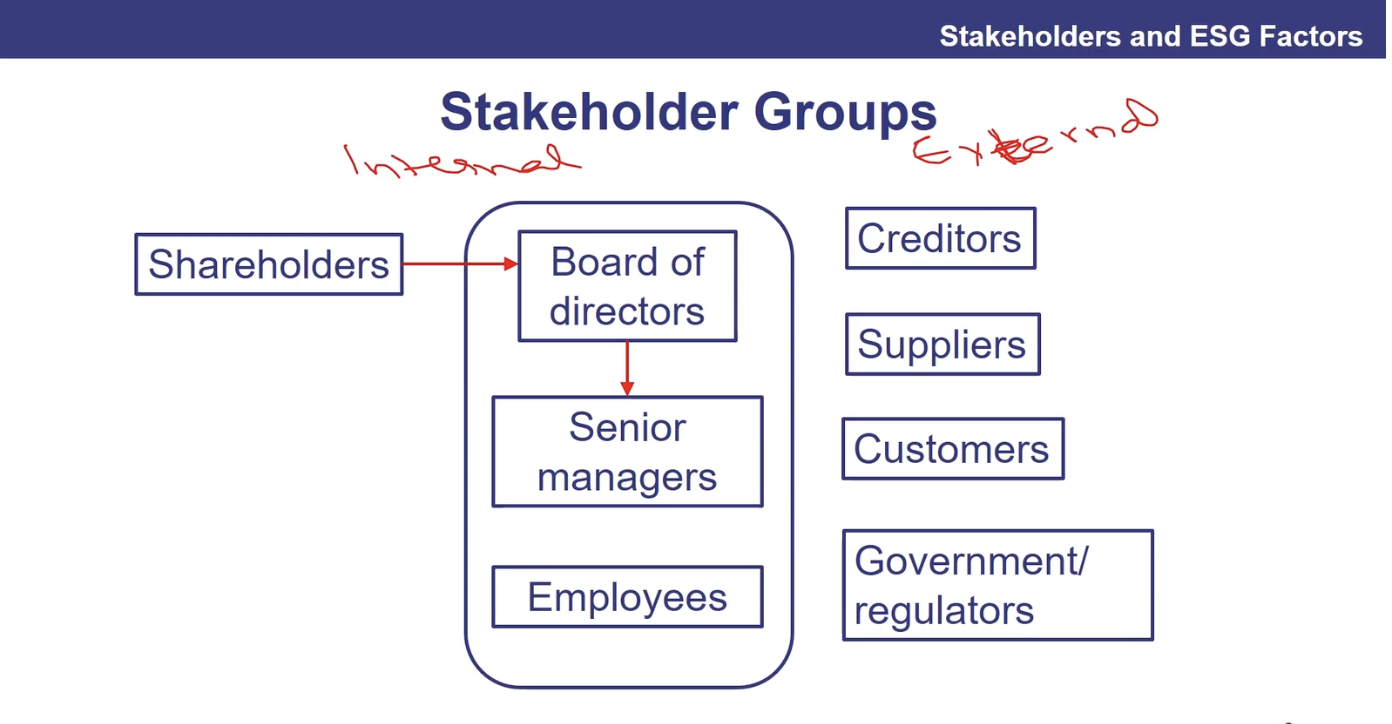 Stakeholders and ESG Factors
Stakeholder Groups
Internal
External
Shareholders
Board of
directors
Senior
managers
Employees
Creditors
Suppliers
Customers
Government/
regulators